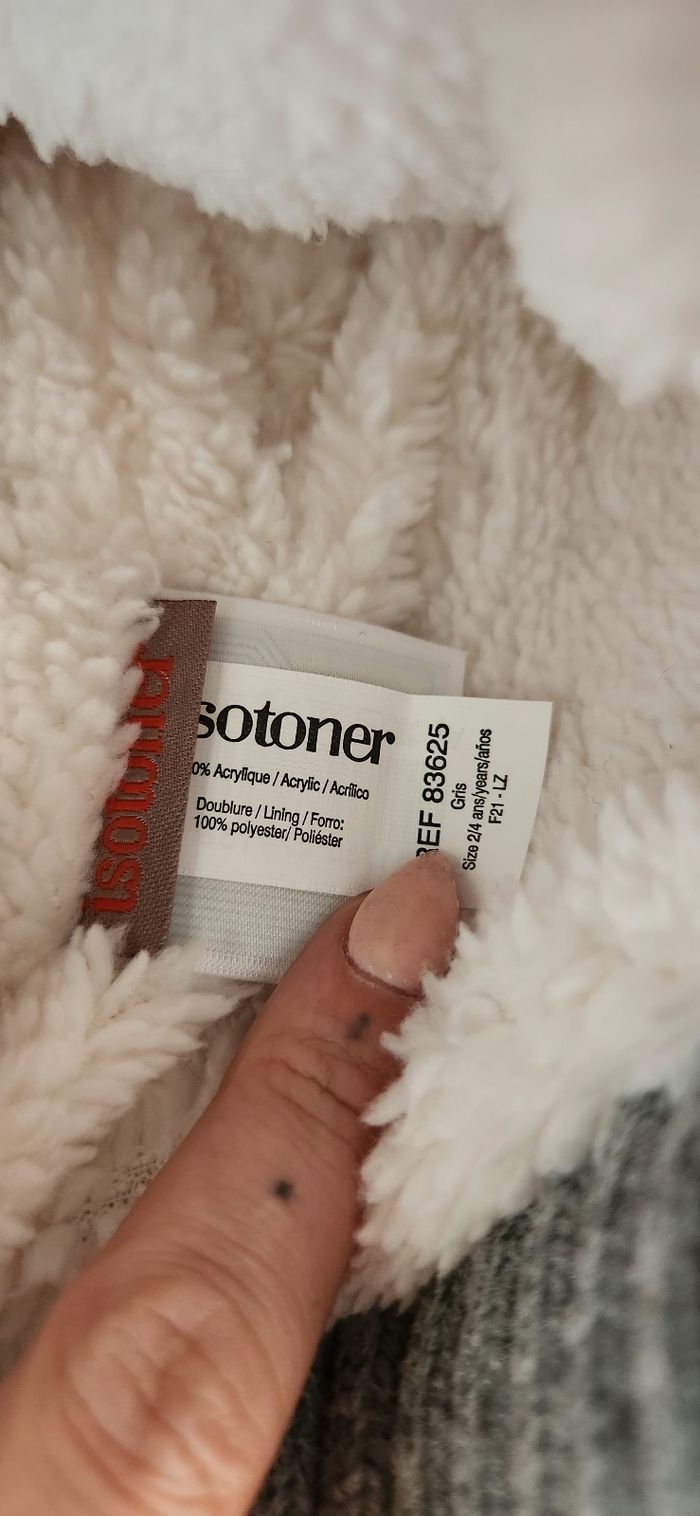 isotoner
sotoner
0% Acrylique / Acrylic / Acrílico
Doublure / Lining / Forro:
100% polyester/ Poliéster
EF 83625
Gris
Size 2/4 ans/years/años
F21 - LZ